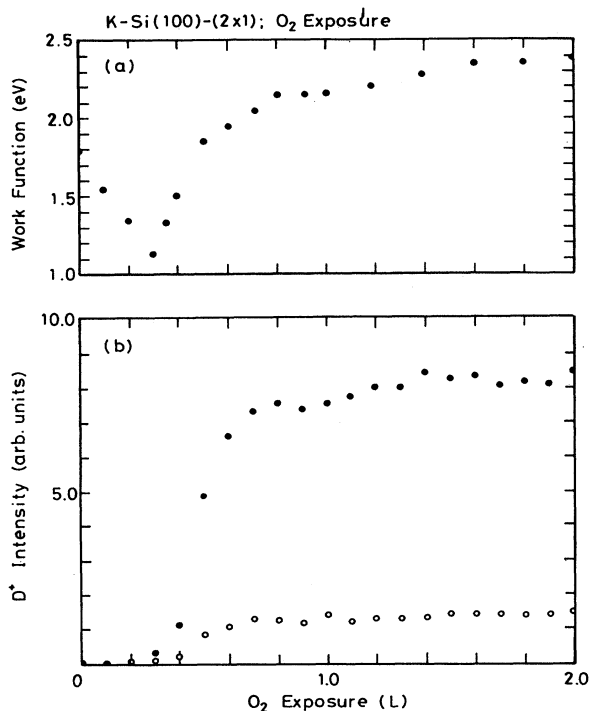 K-Si(100)-(2x1); O₂ Exposure
(a)
2.5
2.0
1.5
1.0
Work Function (eV)
(b)
10.0
5.0
D⁺ Intensity (arb. units)
0
1.0
2.0
O₂ Exposure (L)